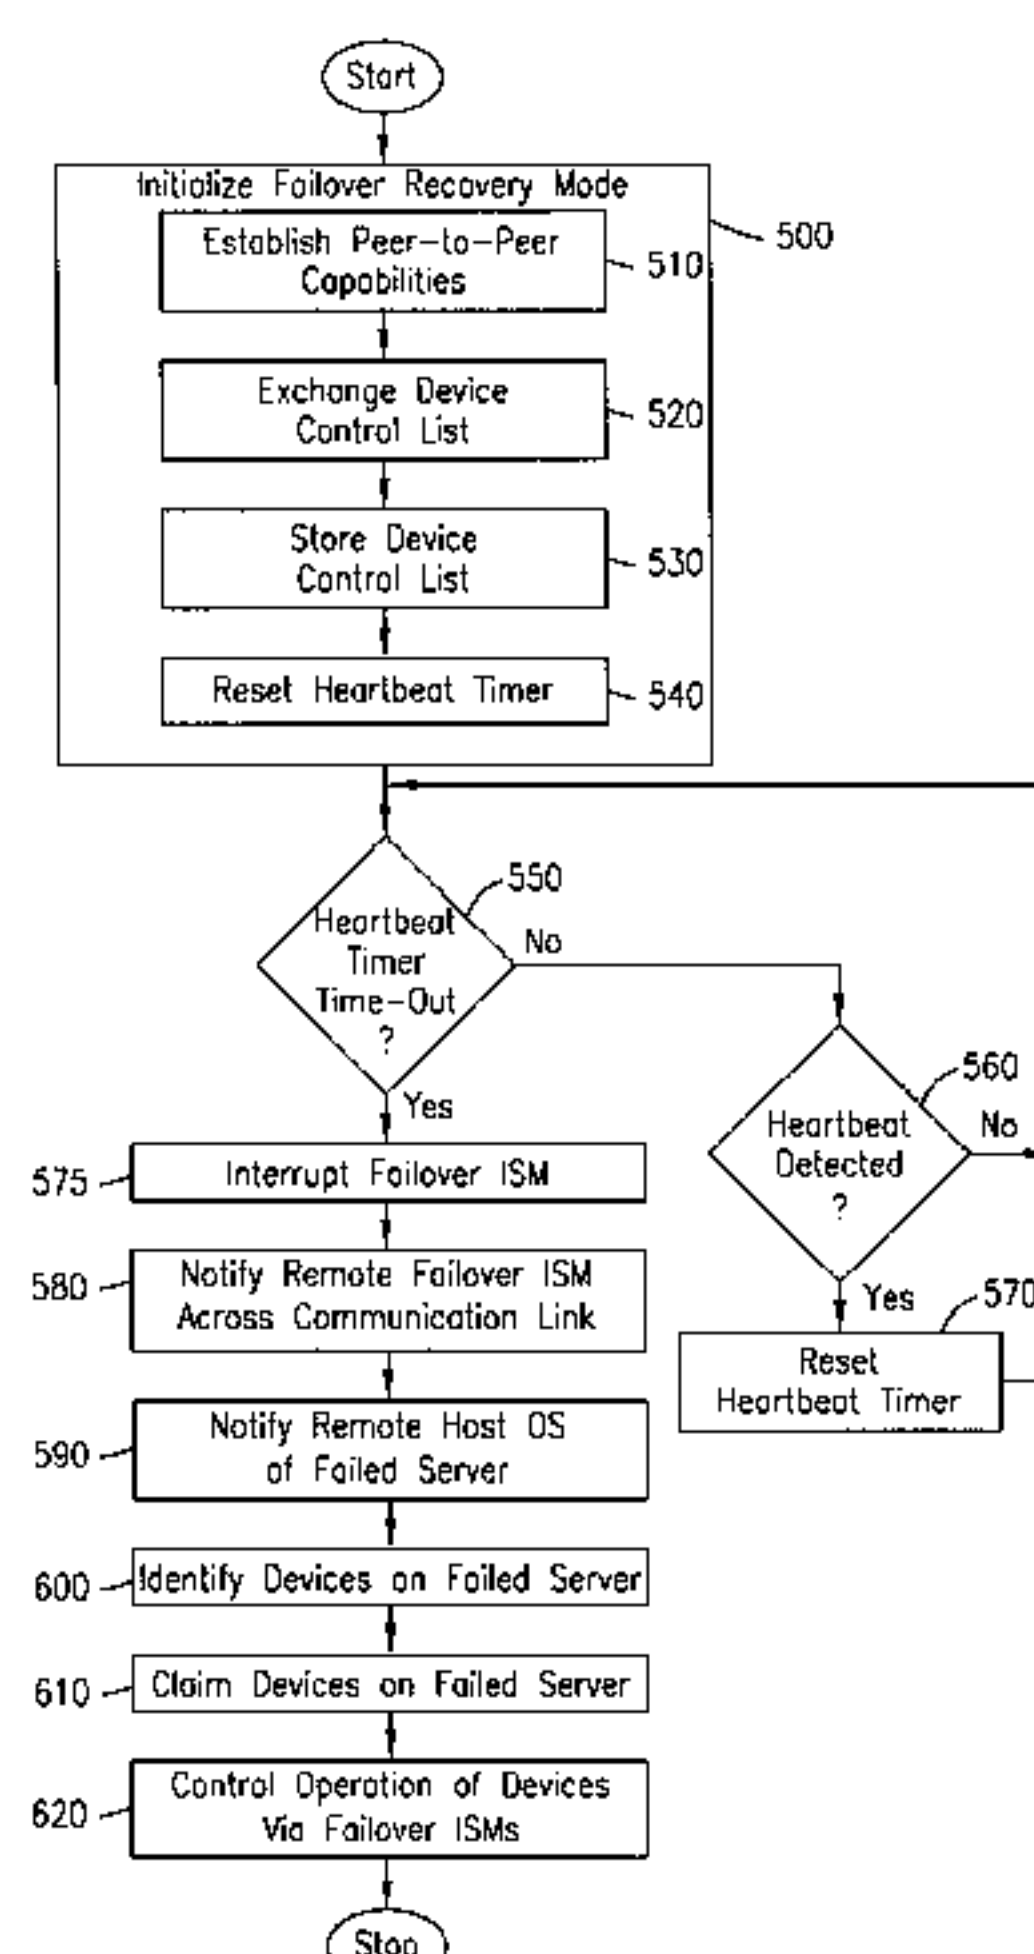 Start
Initialize Failover Recovery Mode
500
Establish Peer-to-Peer
Capabilities
510
Exchange Device
Control List
520
Store Device
Control List
530
Reset Heartbeat Timer
540
550
Heartbeat
Timer
Time-Out
?
No
Yes
560
Heartbeat
Detected
?
No
Yes
570
Reset
Heartbeat Timer
575
Interrupt Failover ISM
580
Notify Remote Failover ISM
Across Communication Link
590
Notify Remote Host OS
of Failed Server
600
Identify Devices on Failed Server
610
Claim Devices on Failed Server
620
Control Operation of Devices
Via Failover ISMs
Stop